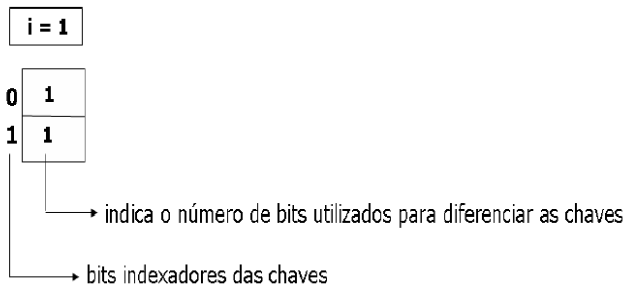 i = 1
0 1
1 1
indica o número de bits utilizados para diferenciar as chaves
bits indexadores das chaves